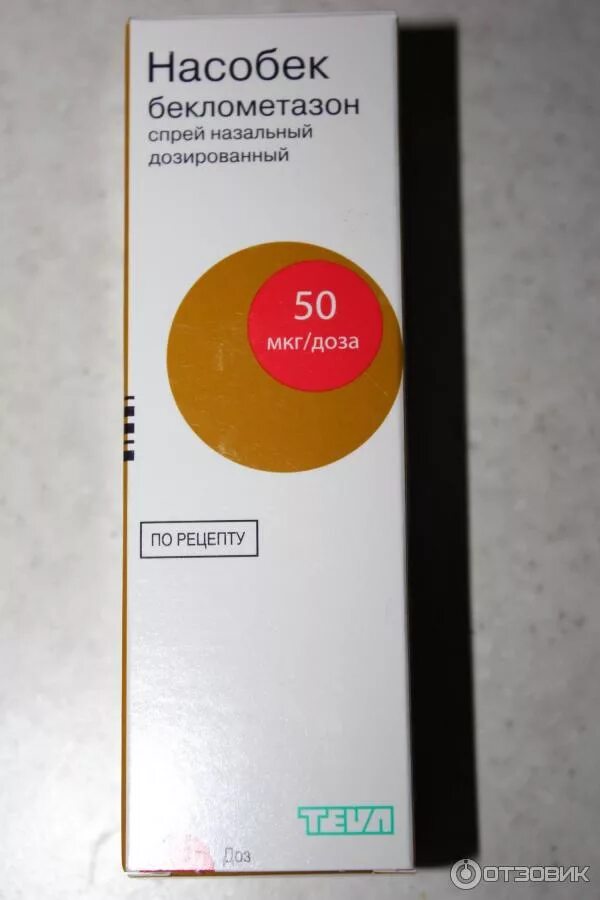 Насобек
беклометазон
спрей назальный
дозированный
50
мкг/доза
ПО РЕЦЕПТУ
TEVA
Доз
ОТЗОВИК